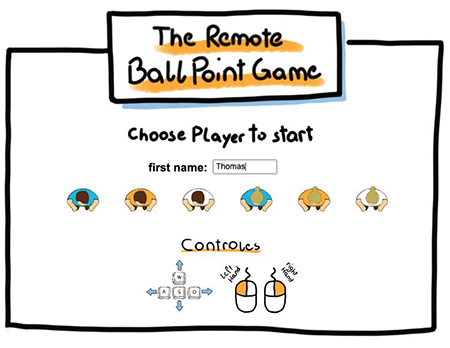 The Remote
Ball Point Game
Choose Player to start
first name: Thomas
Controles
left Hand
right Hand
W
A S D